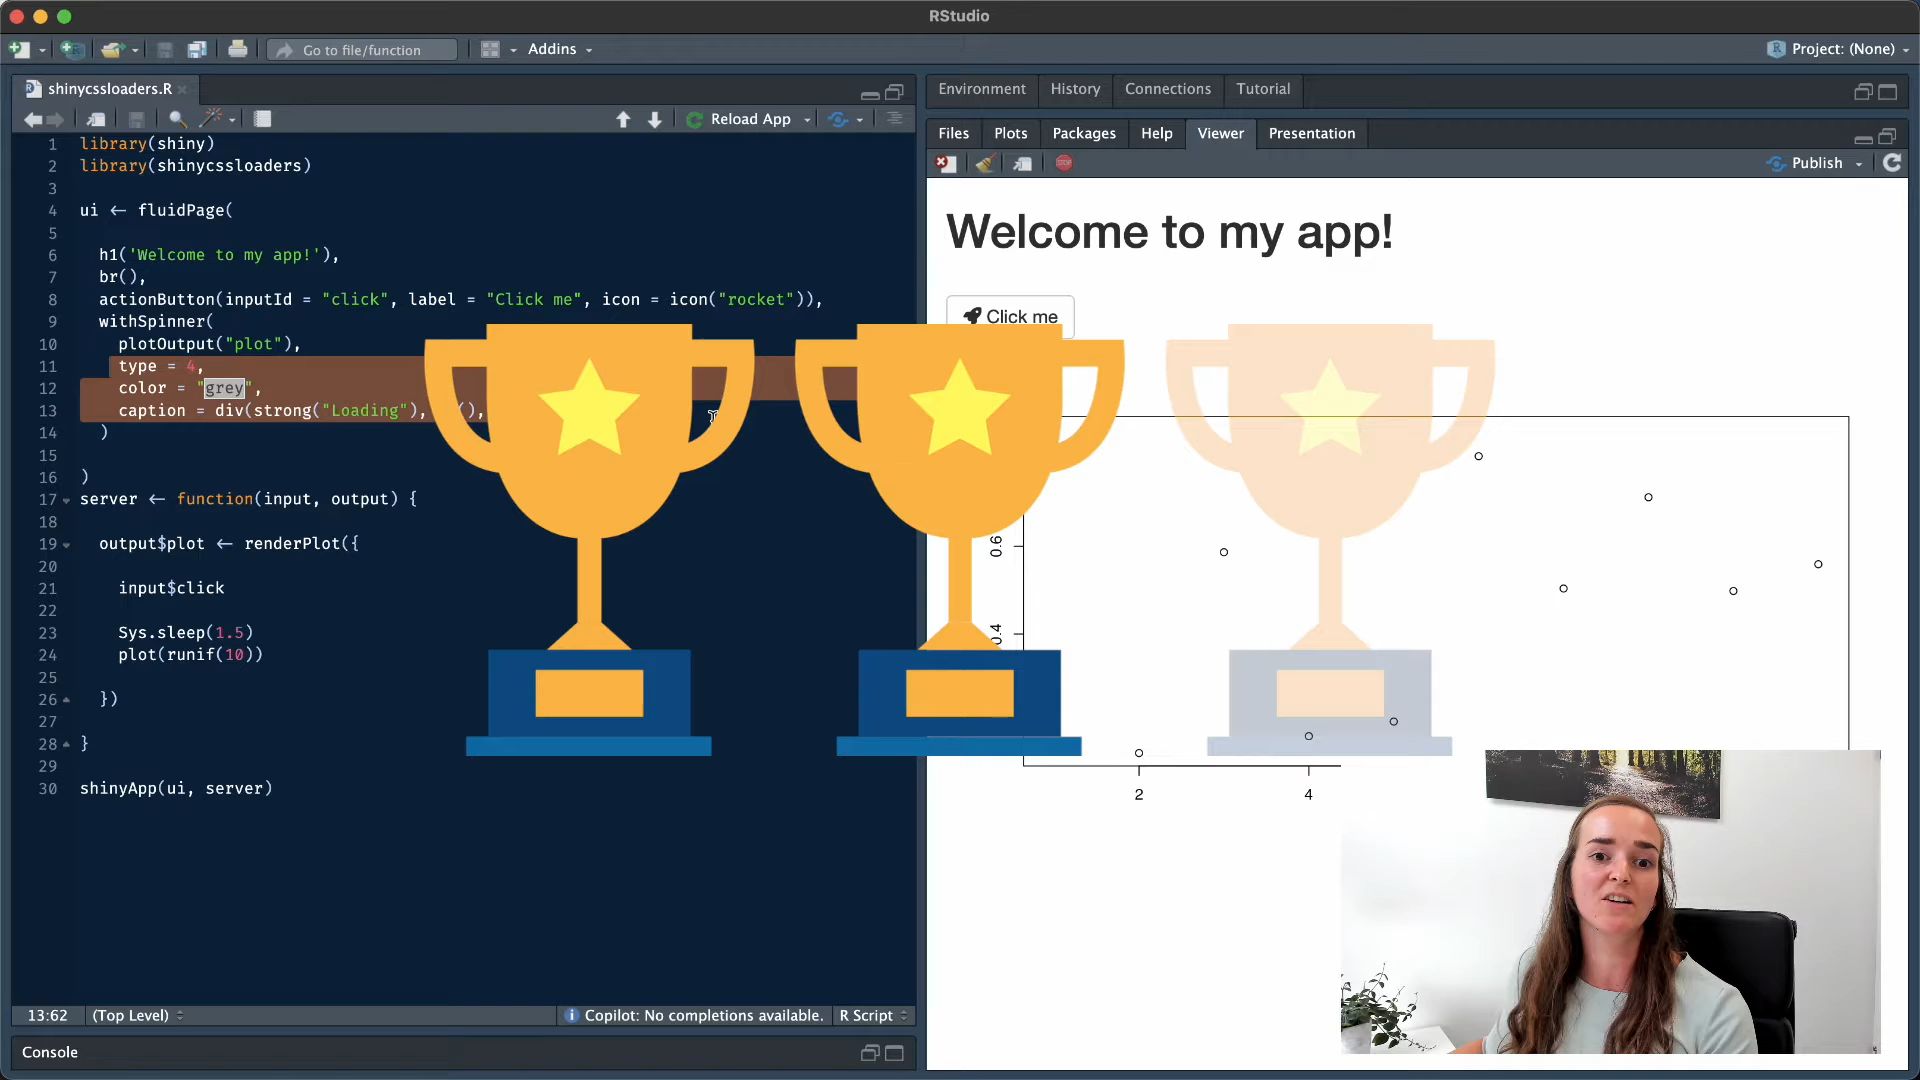 RStudio
Go to file/function
Addins
Project: (None)
shinycssloaders.R
Reload App
1 library(shiny)
2 library(shinycssloaders)
3
4 ui ← fluidPage(
5
6 h1('Welcome to my app!'),
7 br(),
8 actionButton(inputId = "click", label = "Click me", icon = icon("rocket")),
9 withSpinner(
10 plotOutput("plot"),
11 type = 4,
12 color = "grey",
13 caption = div(strong("Loading"), (),
14 )
15
16 )
17 server ← function(input, output) {
18
19 output$plot ← renderPlot({
20
21 input$click
22
23 Sys.sleep(1.5)
24 plot(runif(10))
25
26 })
27
28 }
29
30 shinyApp(ui, server)
13:62 (Top Level) Copilot: No completions available. R Script
Console
Environment History Connections Tutorial
Files Plots Packages Help Viewer Presentation
Publish
Welcome to my app!
Click me
0.6
0.4
2 4